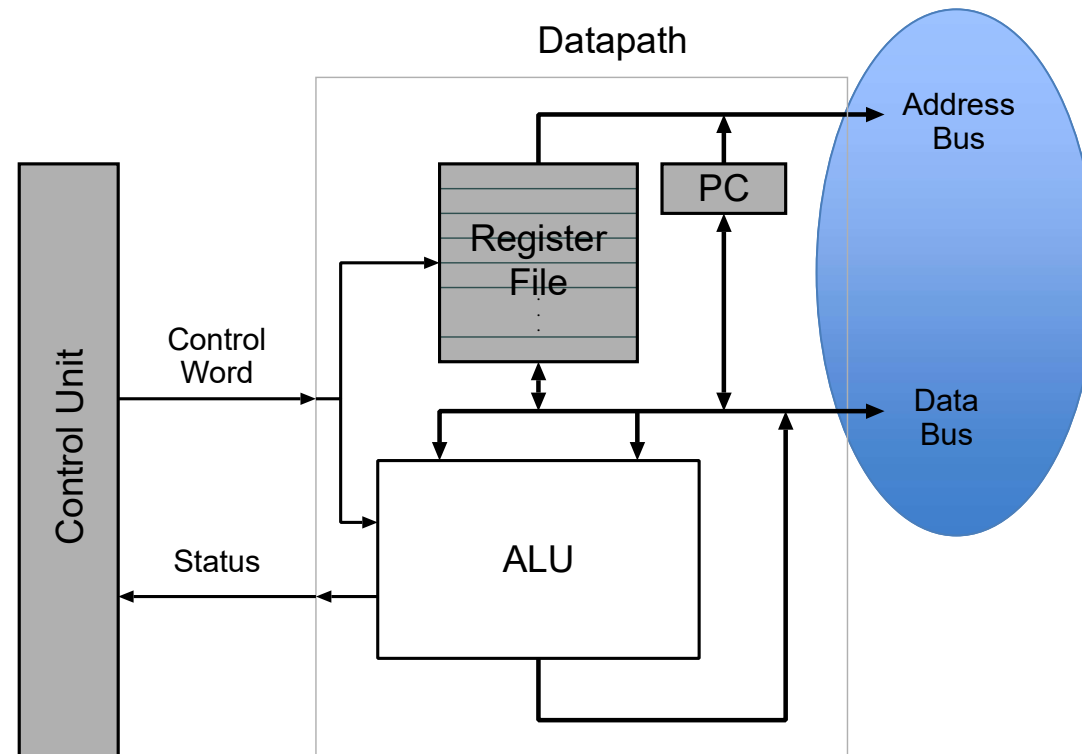 Datapath
Address
Bus
PC
Register
File
Control
Word
Control Unit
Data
Bus
Status
ALU